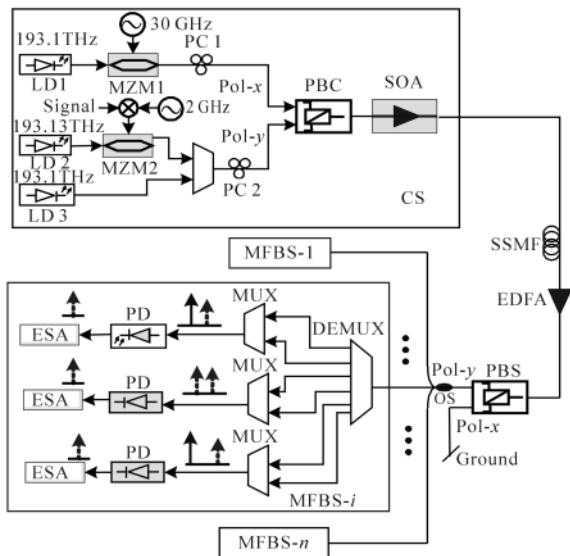 30 GHz
193.1THz
PC 1
LD1
MZM1
Pol-x
PBC
SOA
Signal
2 GHz
193.13THz
Pol-y
LD 2
MZM2
193.1THz
PC 2
LD 3
CS
SSMF
MFBS-1
EDFA
MUX
PD
DEMUX
ESA
MUX
Pol-y
PBS
PD
OS
ESA
Pol-x
MUX
PD
Ground
ESA
MFBS-i
MFBS-n